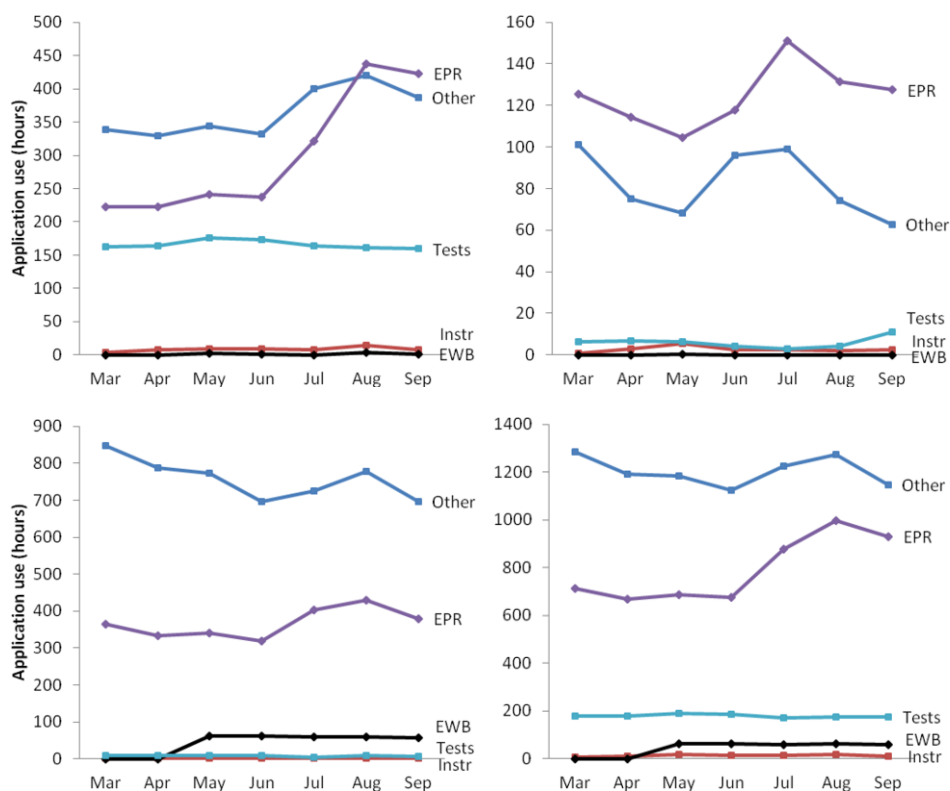 Application use (hours)
500
450
400
350
300
250
200
150
100
50
0
EPR
Other
Tests
Instr
EWB
Mar Apr May Jun Jul Aug Sep
160
140
120
100
80
60
40
20
0
EPR
Other
Tests
Instr
EWB
Mar Apr May Jun Jul Aug Sep
Application use (hours)
900
800
700
600
500
400
300
200
100
0
Other
EPR
EWB
Tests
Instr
Mar Apr May Jun Jul Aug Sep
1400
1200
1000
800
600
400
200
0
Other
EPR
Tests
EWB
Instr
Mar Apr May Jun Jul Aug Sep